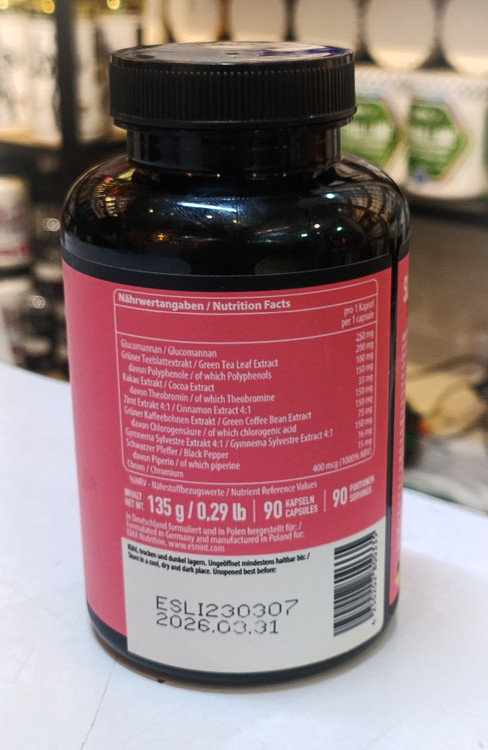 Nährwertangaben / Nutrition Facts
pro 1 Kapsel
per 1 capsule
Glucomannan / Glucomannan 250 mg
Grüner Teeblattextrakt / Green Tea Leaf Extract 200 mg
davon Polyphenole / of which Polyphenols 100 mg
Kakao Extrakt / Cocoa Extract 150 mg
davon Theobromin / of which Theobromine 33 mg
Zimt Extrakt 4:1 / Cinnamon Extract 4:1 150 mg
Grüner Kaffeebohnen Extrakt / Green Coffee Bean Extract 150 mg
davon Chlorogensäure / of which chlorogenic acid 75 mg
Gymnema Sylvestre Extrakt 4:1 / Gymnema Sylvestre Extract 4:1 150 mg
Schwarzer Pfeffer / Black Pepper 16 mg
davon Piperin / of which piperine 15 mg
Chrom / Chromium 400 mcg (1000% NRV)
%NRV - Nährstoffbezugswerte / Nutrient Reference Values
INHALT
NET WT. 135 g / 0,29 lb | 90 KAPSELN CAPSULES | 90 PORTIONEN SERVINGS
In Deutschland formuliert und in Polen hergestellt für: /
Formulated in Germany and manufactured in Poland for:
Nutrition, www.esnint.com
Kühl, trocken und dunkel lagern. Ungeöffnet mindestens haltbar bis: /
Store in a cool, dry and dark place. Unopened best before:
ESLI230307
2026.03.31